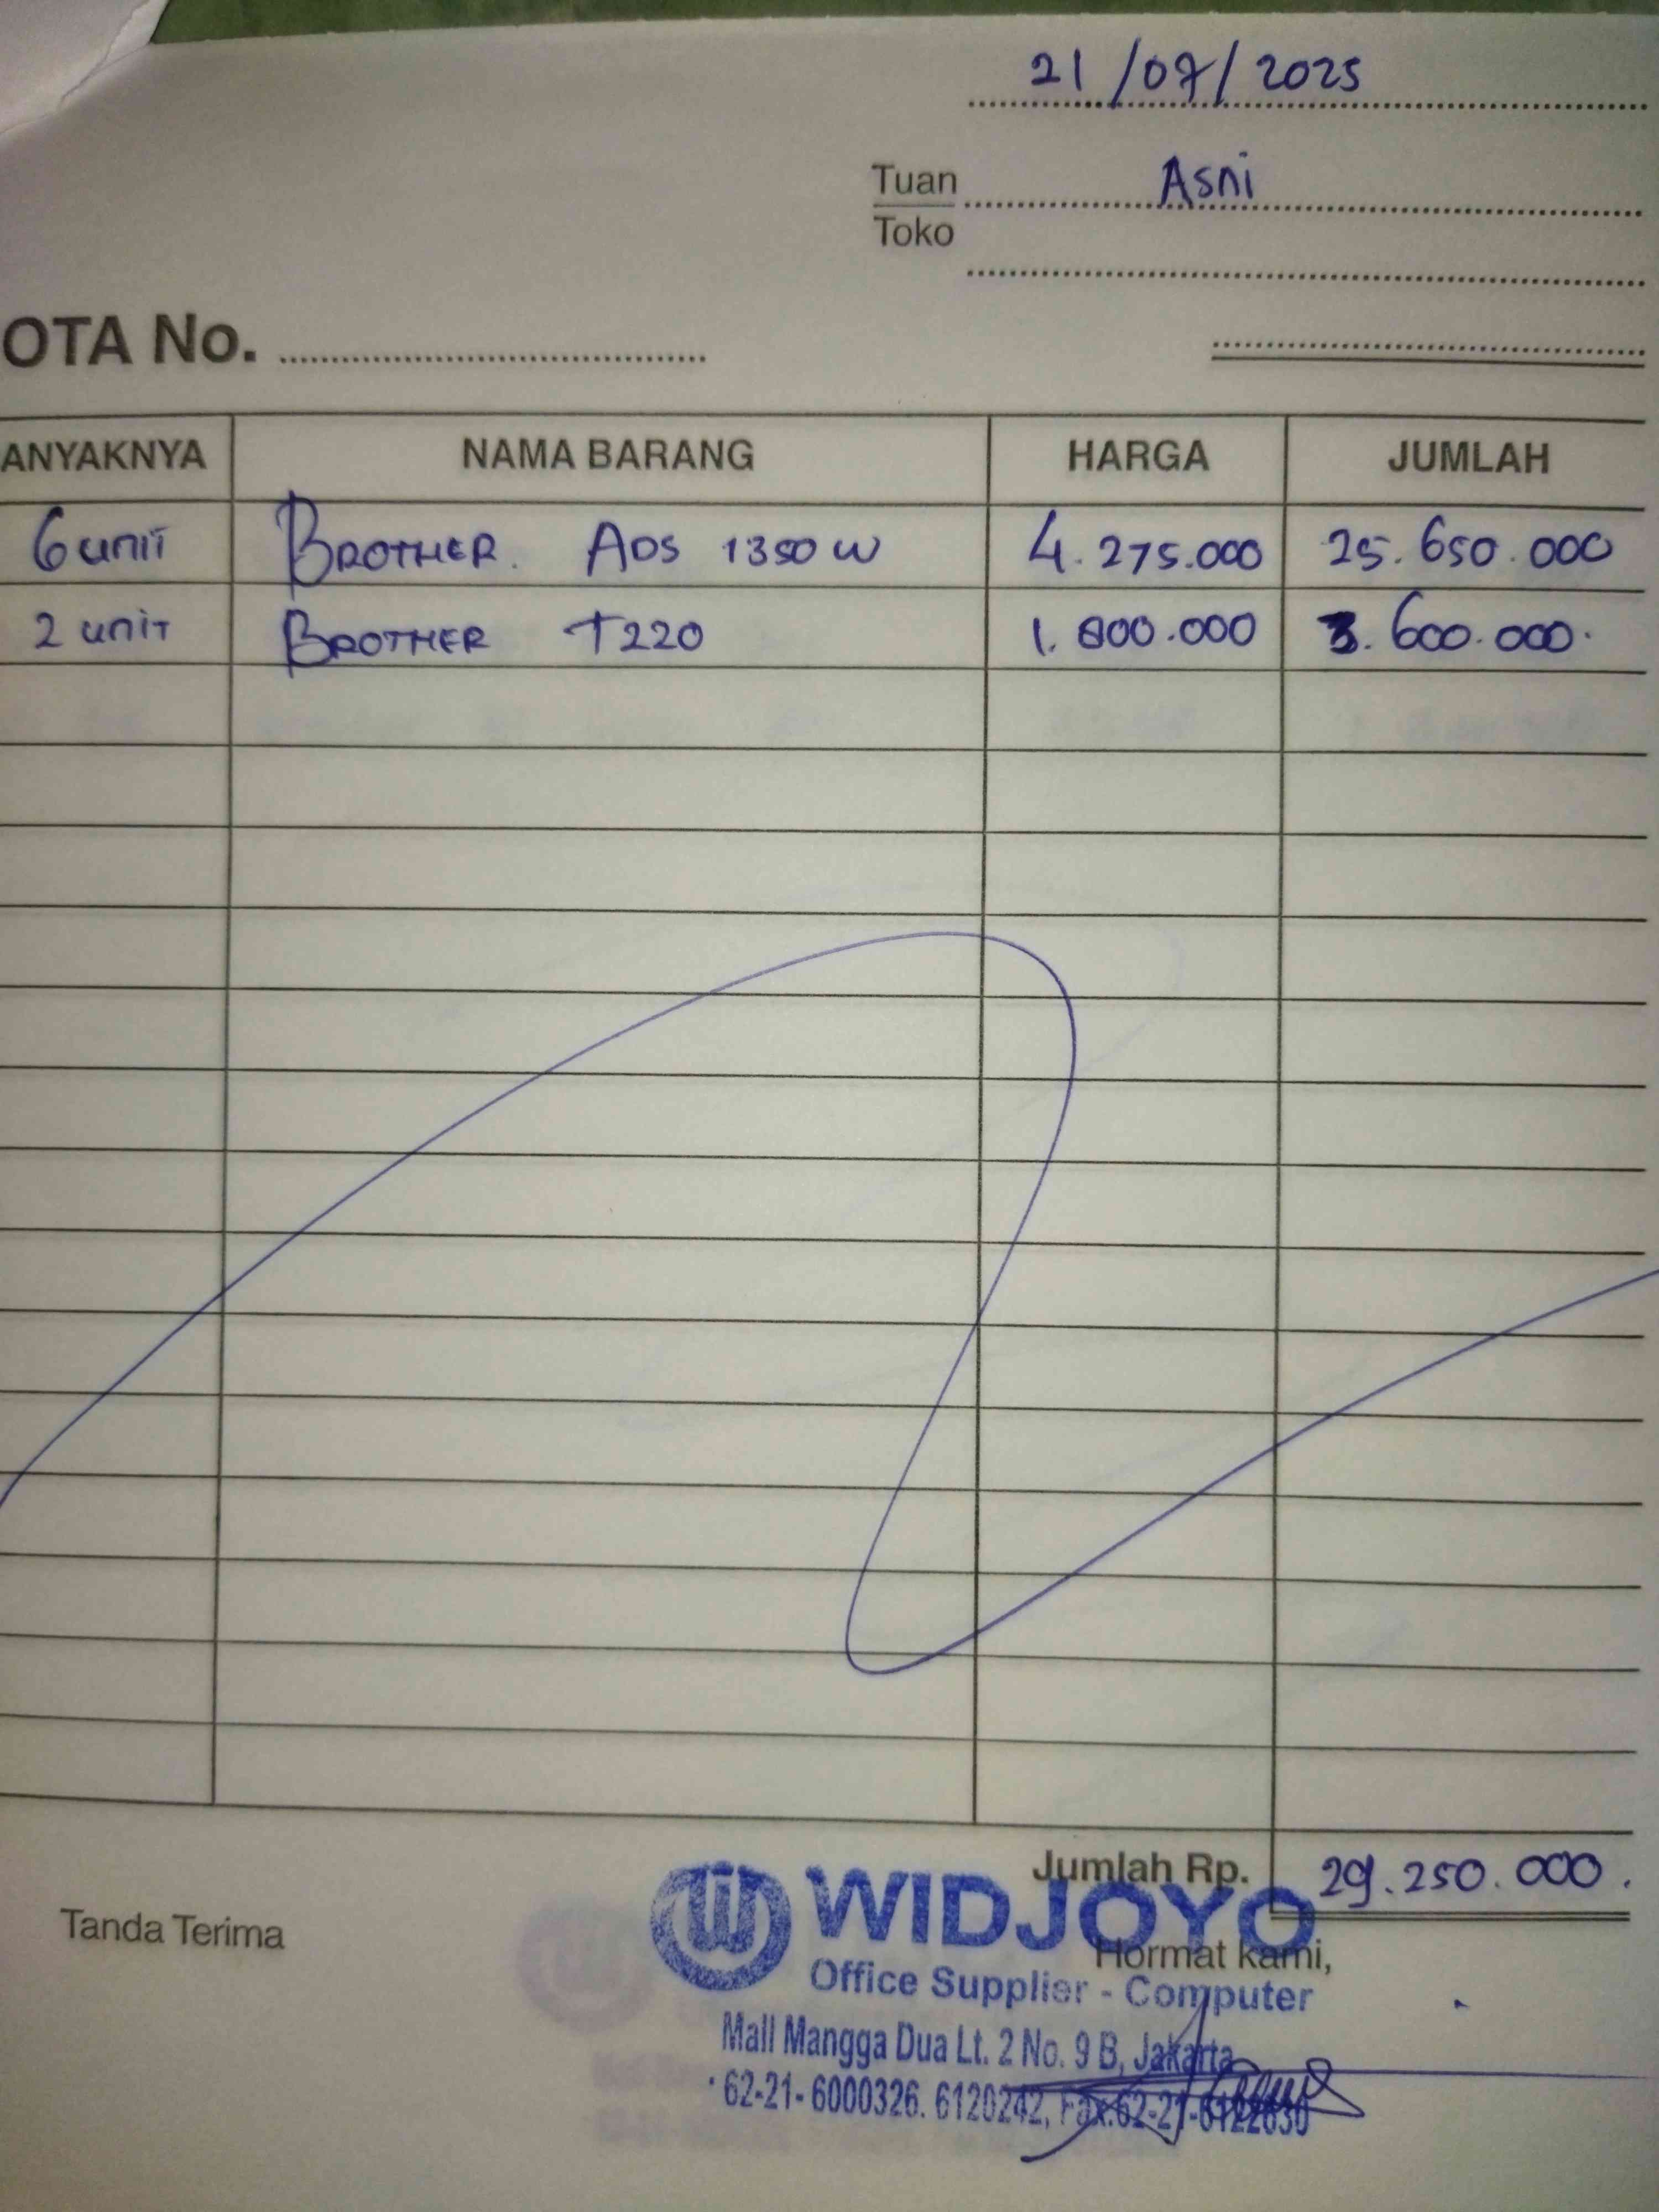 21/07/2025
Tuan Asni
Toko
OTA No.
ANYAKNYA NAMA BARANG HARGA JUMLAH
6 unit BROTHER. ADS 1350 W 4.275.000 25.650.000
2 unit BROTHER T220 1.800.000 3.600.000.
Jumlah Rp. 29.250.000.
Tanda Terima
WIDJOYO
Hormat kami,
Office Supplier - Computer
Mall Mangga Dua Lt. 2 No. 9 B, Jakarta
62-21- 6000326. 6120242, Fax.62-21-6122630